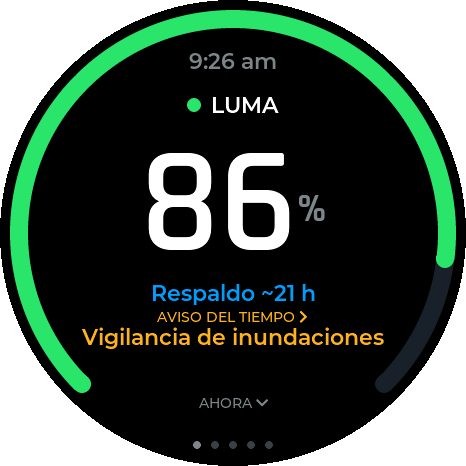 9:26 am
LUMA
86%
Respaldo ~21 h
AVISO DEL TIEMPO
Vigilancia de inundaciones
AHORA